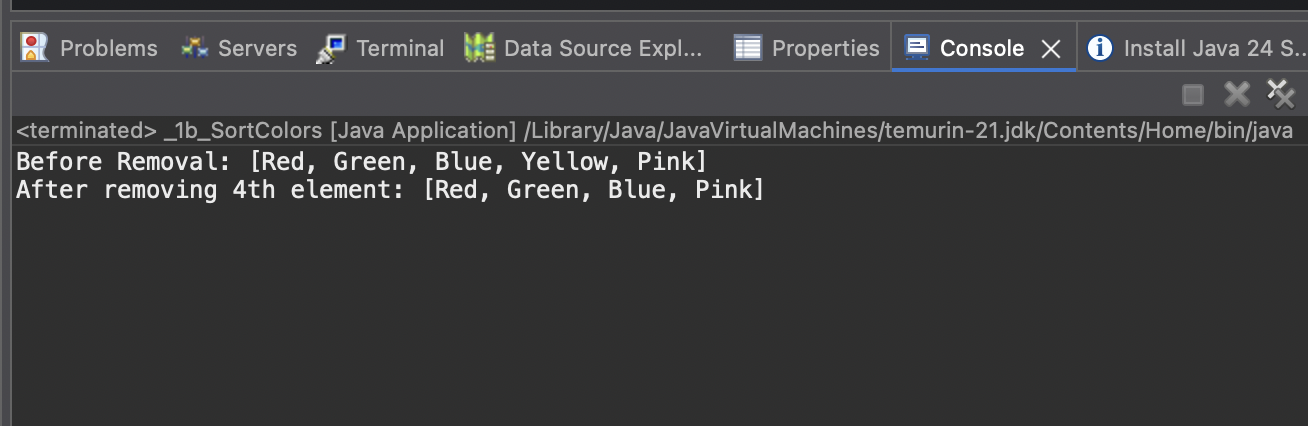 Problems Servers Terminal Data Source Expl... Properties Console Install Java 24 S...
<terminated> _1b_SortColors [Java Application] /Library/Java/JavaVirtualMachines/temurin-21.jdk/Contents/Home/bin/java
Before Removal: [Red, Green, Blue, Yellow, Pink]
After removing 4th element: [Red, Green, Blue, Pink]